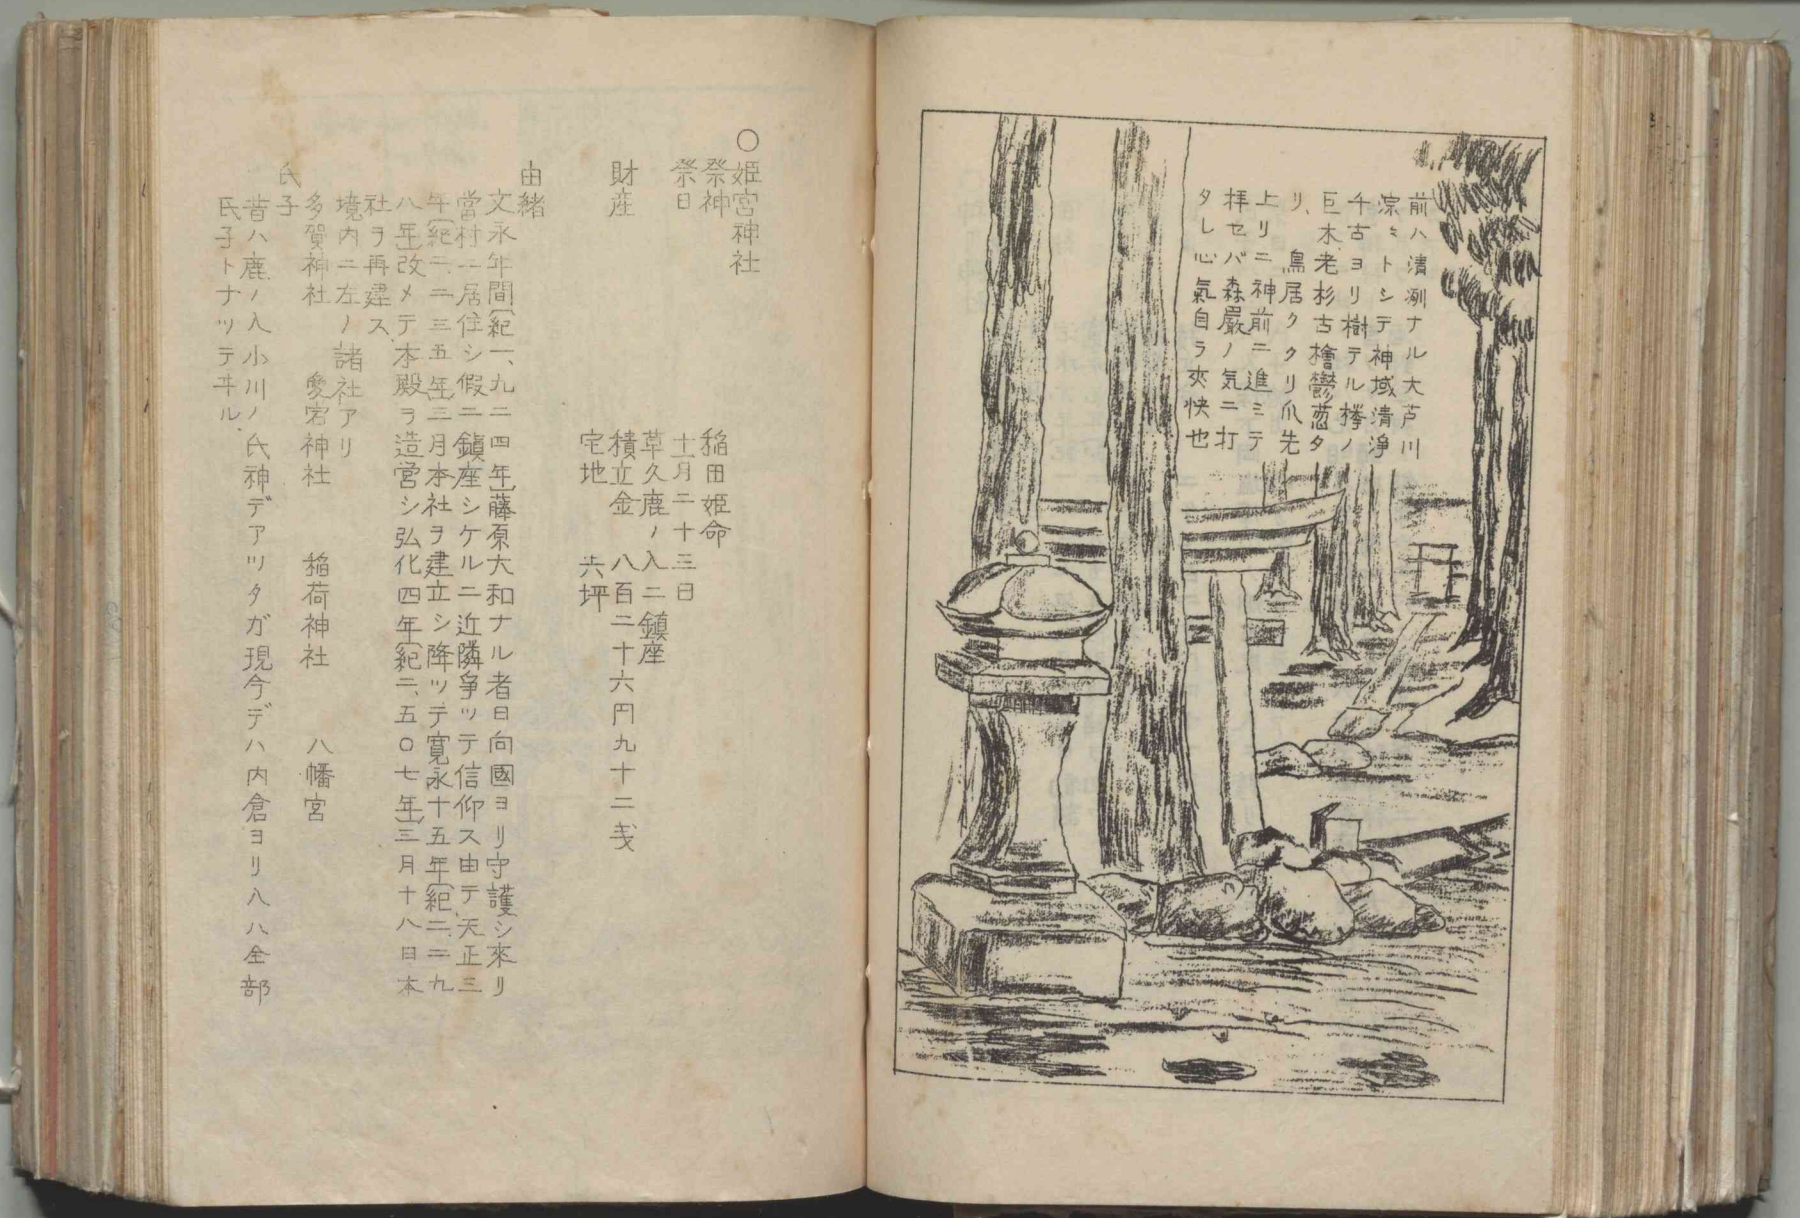 前ハ清冽ナル大芦川
淙々トシテ神域清浄
千古ヨリ樹テル欅ノ
巨木老杉古檜鬱蒼タ
リ、鳥居ククリ爪先
上リニ神前ニ進ミテ
拝セバ森厳ノ気ニ打
タレ心氣自ラ爽快也
〇姫宮神社
祭神 稲田姫命
祭日 十一月二十三日
草久鹿ノ入二鎮座
財産 積立金 八百二十六円九十二戔
宅地 六坪
由緒
文永年間(紀一、九二四年)藤原大和ナル者日向國ヨリ守護シ來リ
當村ニ居住シ假ニ鎮座シケルニ近隣爭ッテ信仰ス由テ天正三
年(紀二二三五年)三月本社ヲ建立シ降ッテ寛永十五年(紀二二九
八年改メテ本殿ヲ造営シ弘化四年(紀二、五〇七年)三月十八日本
社ヲ再建ス
境内ニ左ノ諸社アリ
多賀神社 愛宕神社 稲荷神社 八幡宮
氏子
昔ハ鹿ノ入小川ノ氏神デアツタガ現今デハ内倉ヨリ八ハ全部
氏子トナツテヰル.